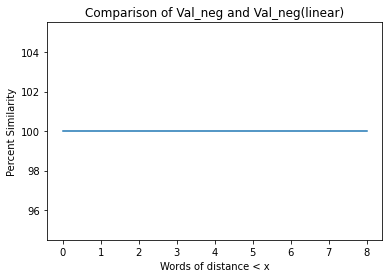 Comparison of Val_neg and Val_neg(linear)
104
102
100
98
96
Percent Similarity
0 1 2 3 4 5 6 7 8
Words of distance < x